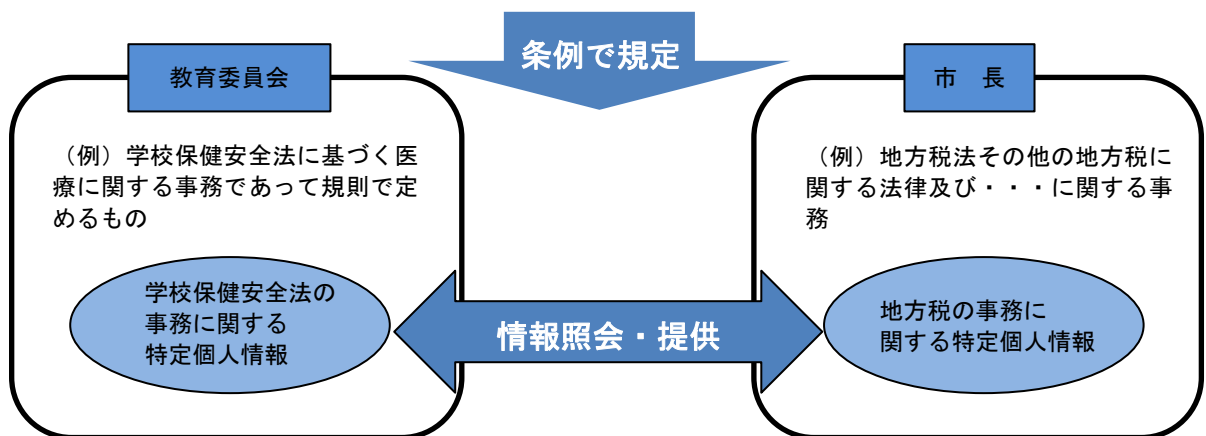 条例で規定
教育委員会
（例）学校保健安全法に基づく医
療に関する事務であって規則で定
めるもの
学校保健安全法の
事務に関する
特定個人情報
情報照会・提供
市　長
（例）地方税法その他の地方税に
関する法律及び・・・に関する事
務
地方税の事務に
関する特定個人情報